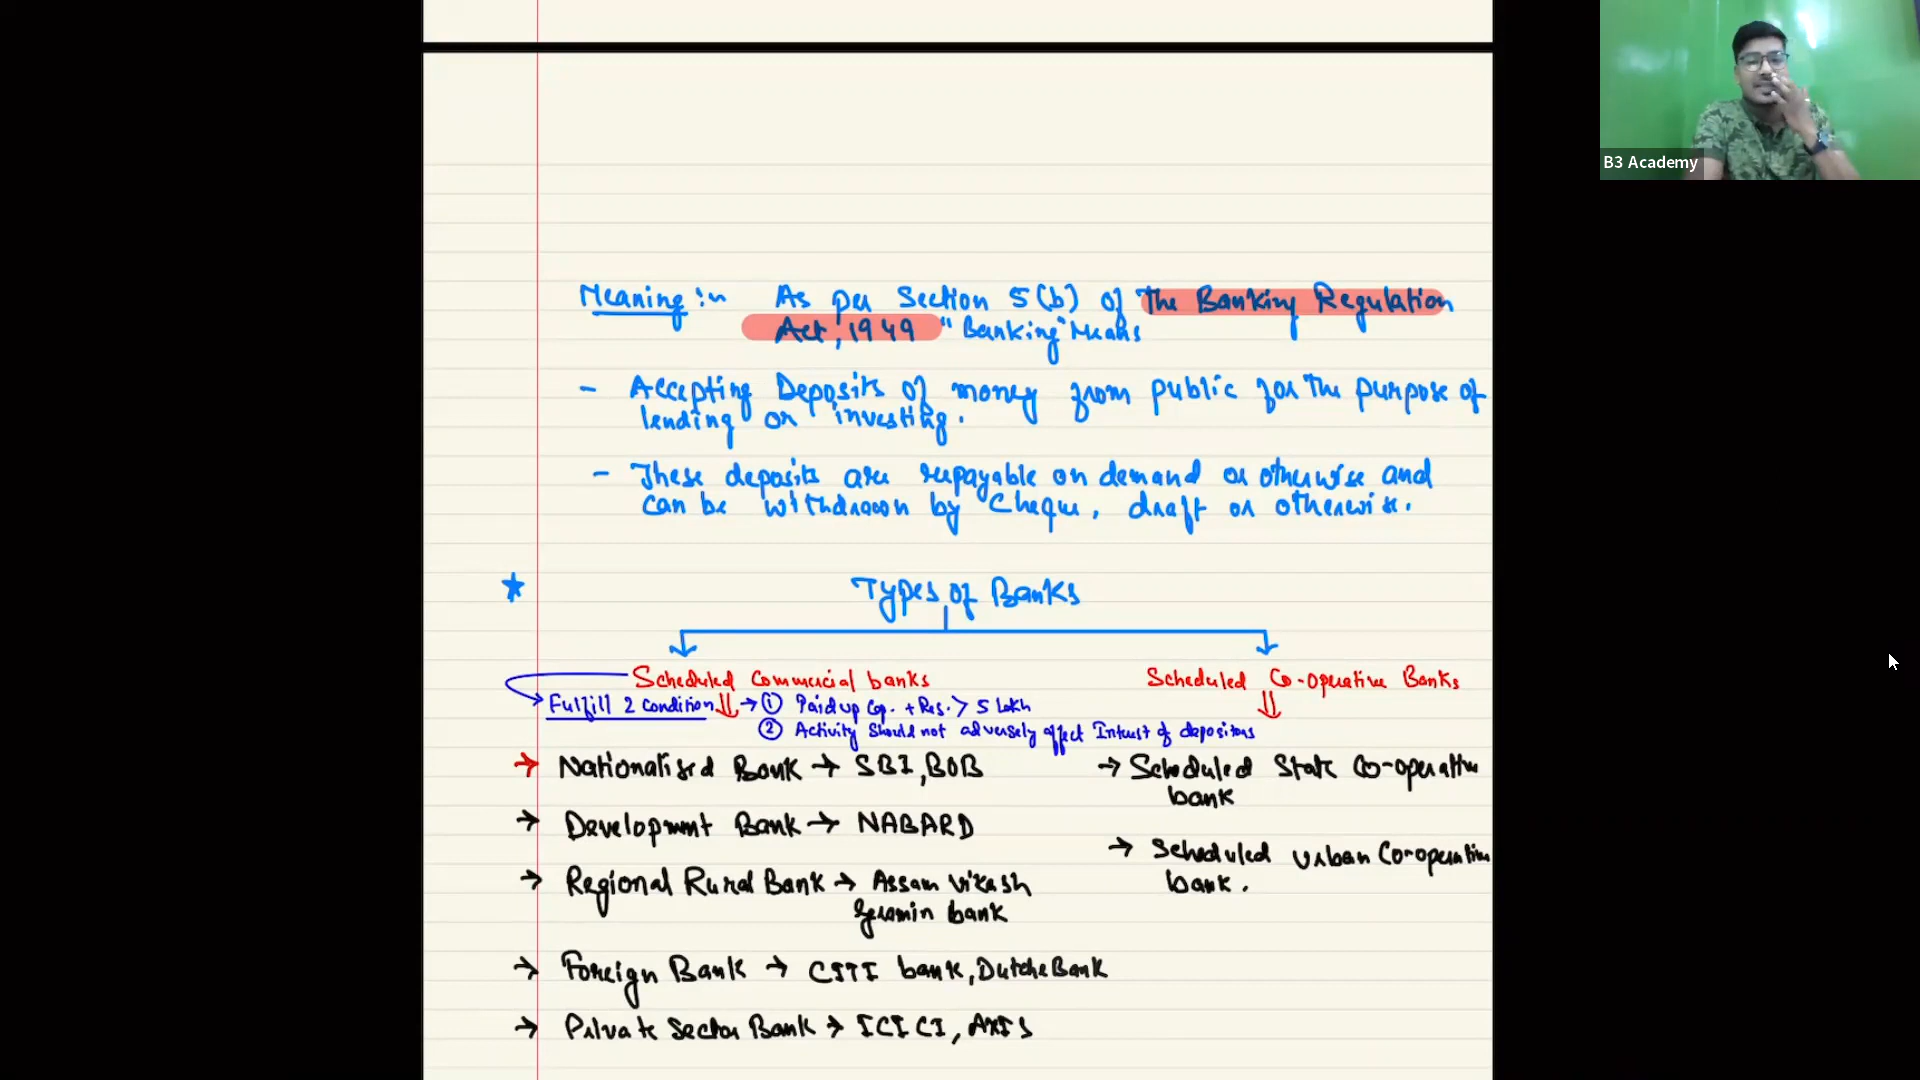 B3 Academy
Meaning :- As per Section 5(b) of The Banking Regulation
Act, 1949 "Banking" Means
- Accepting Deposits of money from public for the purpose of
lending or investing.
- These deposits are repayable on demand or otherwise and
can be withdrawn by Cheque, draft or otherwise.
★ Types of Banks
Scheduled Commercial banks
Scheduled Co-operative Banks
Fulfill 2 condition → ① Paid up Cap. + Res. > 5 Lakh
② Activity should not adversely affect Interest of depositors
→ Nationalised Bank → SBI, BOB
→ Development Bank → NABARD
→ Regional Rural Bank → Assam Vikash
Gramin bank
→ Foreign Bank → CITI bank, Dutche Bank
→ Private Sector Bank → ICICI, AXIS
→ Scheduled State Co-operative
bank
→ Scheduled Urban Co-operative
bank.